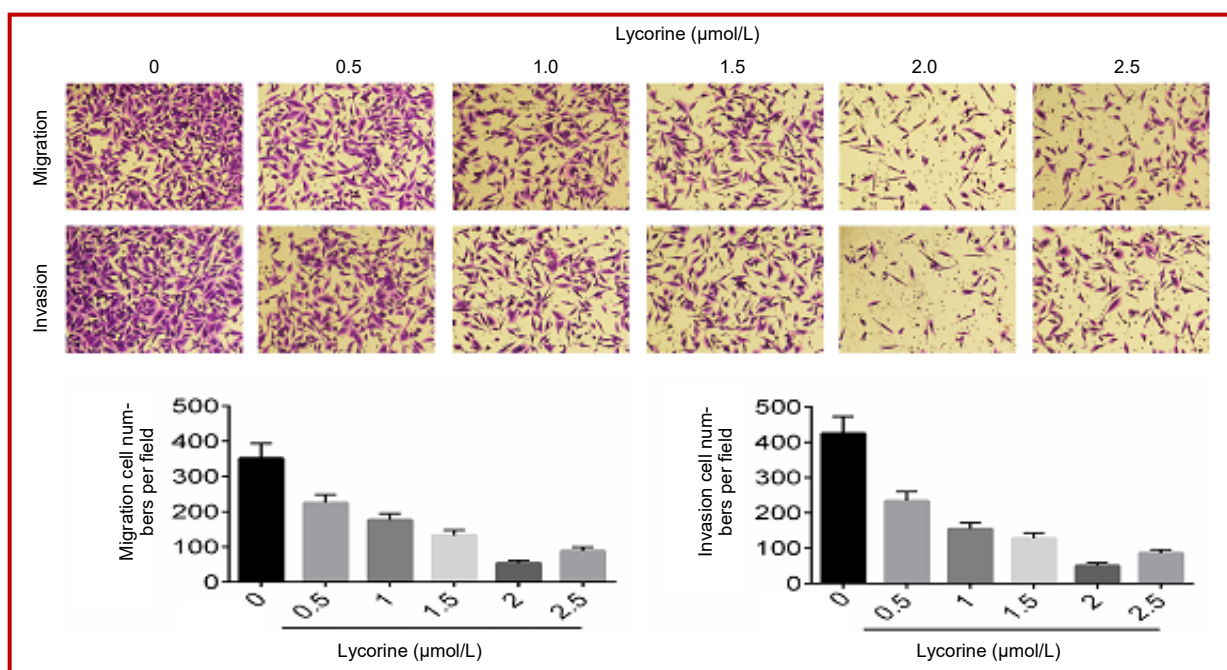 Lycorine (µmol/L)
0 0.5 1.0 1.5 2.0 2.5
Migration
Invasion
Migration cell num-
bers per field
500
400
300
200
100
0
0 0.5 1 1.5 2 2.5
Lycorine (µmol/L)
Invasion cell num-
bers per field
500
400
300
200
100
0
0 0.5 1 1.5 2 2.5
Lycorine (µmol/L)